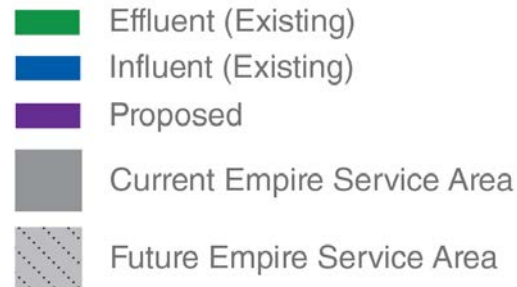 Effluent (Existing)
Influent (Existing)
Proposed
Current Empire Service Area
Future Empire Service Area